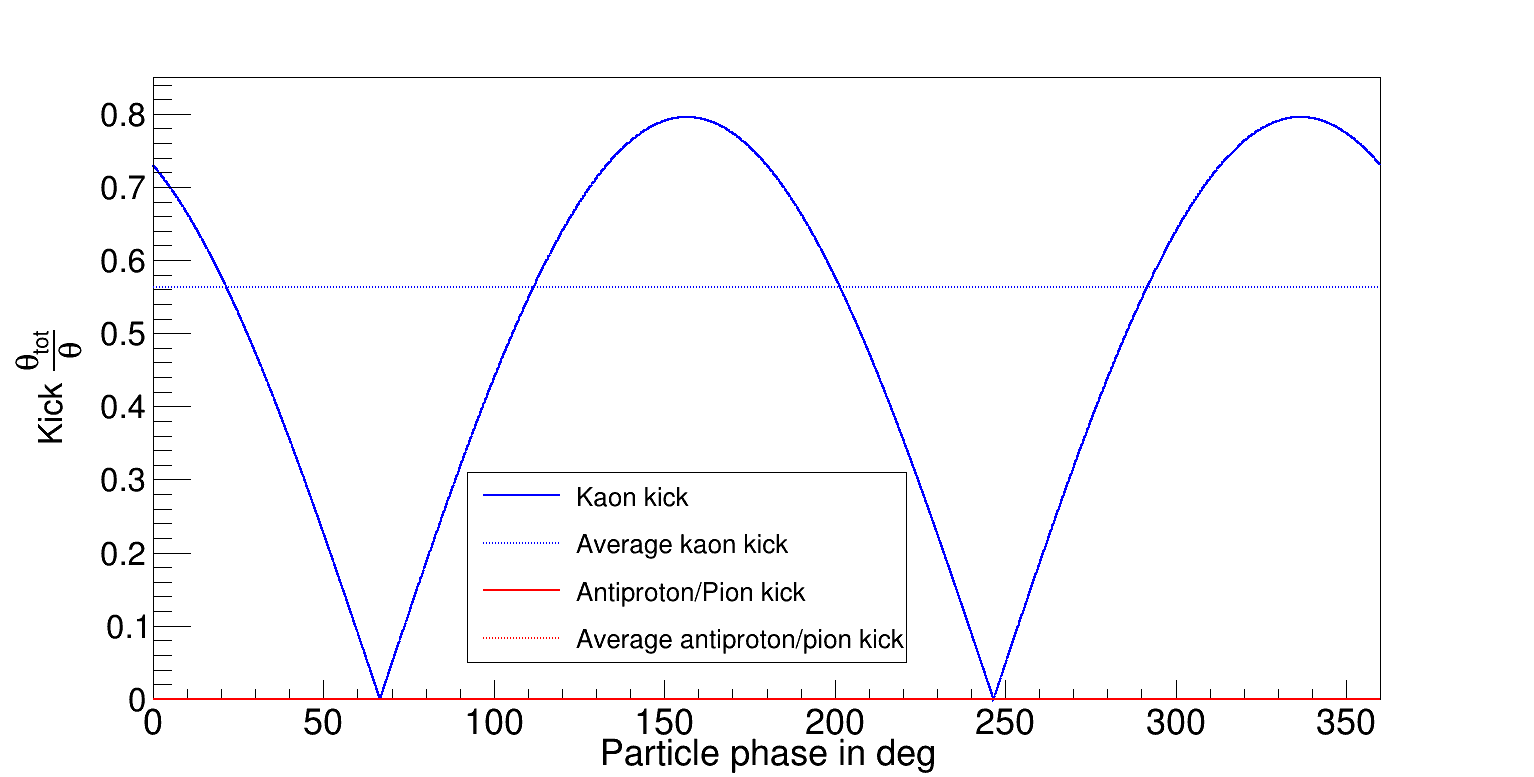 0.8
0.7
0.6
0.5
0.4
0.3
0.2
0.1
0
Kick θtot/θ
Kaon kick
Average kaon kick
Antiproton/Pion kick
Average antiproton/pion kick
0 50 100 150 200 250 300 350
Particle phase in deg